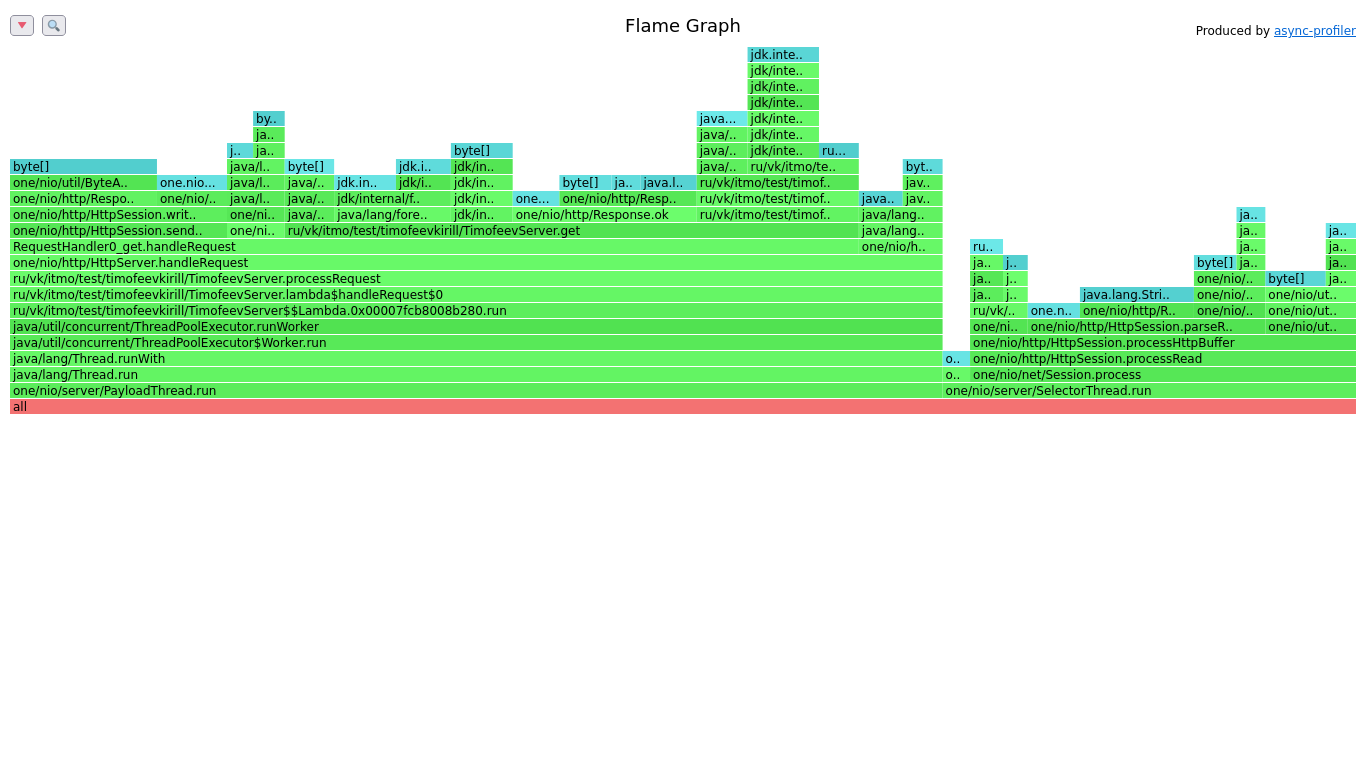 Flame Graph
Produced by async-profiler
jdk.inte..
jdk/inte..
jdk/inte..
jdk/inte..
by.. java... jdk/inte..
ja.. java/.. jdk/inte..
j.. ja.. byte[] java/.. jdk/inte.. ru...
byte[] java/l.. byte[] jdk.i.. jdk/in.. java/.. ru/vk/itmo/te.. byt..
one/nio/util/ByteA.. one.nio... java/l.. java/.. jdk.in.. jdk/i.. jdk/in.. byte[] ja.. java.l.. ru/vk/itmo/test/timof.. jav..
one/nio/http/Respo.. one/nio/.. java/l.. java/.. jdk/internal/f.. jdk/in.. one... one/nio/http/Resp.. ru/vk/itmo/test/timof.. java.. jav..
one/nio/http/HttpSession.writ.. one/ni.. java/.. java/lang/fore.. jdk/in.. one/nio/http/Response.ok ru/vk/itmo/test/timof.. java/lang.. ja..
one/nio/http/HttpSession.send.. one/ni.. ru/vk/itmo/test/timofeevkirill/TimofeevServer.get java/lang.. ja.. ja..
RequestHandler0_get.handleRequest one/nio/h.. ru.. ja.. ja..
one/nio/http/HttpServer.handleRequest ja.. j.. byte[] ja.. ja..
ru/vk/itmo/test/timofeevkirill/TimofeevServer.processRequest ja.. j.. one/nio/.. byte[] ja..
ru/vk/itmo/test/timofeevkirill/TimofeevServer.lambda$handleRequest$0 ja.. j.. java.lang.Stri.. one/nio/.. one/nio/ut..
ru/vk/itmo/test/timofeevkirill/TimofeevServer$$Lambda.0x00007fcb8008b280.run ru/vk/.. one.n.. one/nio/http/R.. one/nio/.. one/nio/ut..
java/util/concurrent/ThreadPoolExecutor.runWorker one/ni.. one/nio/http/HttpSession.parseR.. one/nio/ut..
java/util/concurrent/ThreadPoolExecutor$Worker.run one/nio/http/HttpSession.processHttpBuffer
java/lang/Thread.runWith o.. one/nio/http/HttpSession.processRead
java/lang/Thread.run o.. one/nio/net/Session.process
one/nio/server/PayloadThread.run one/nio/server/SelectorThread.run
all